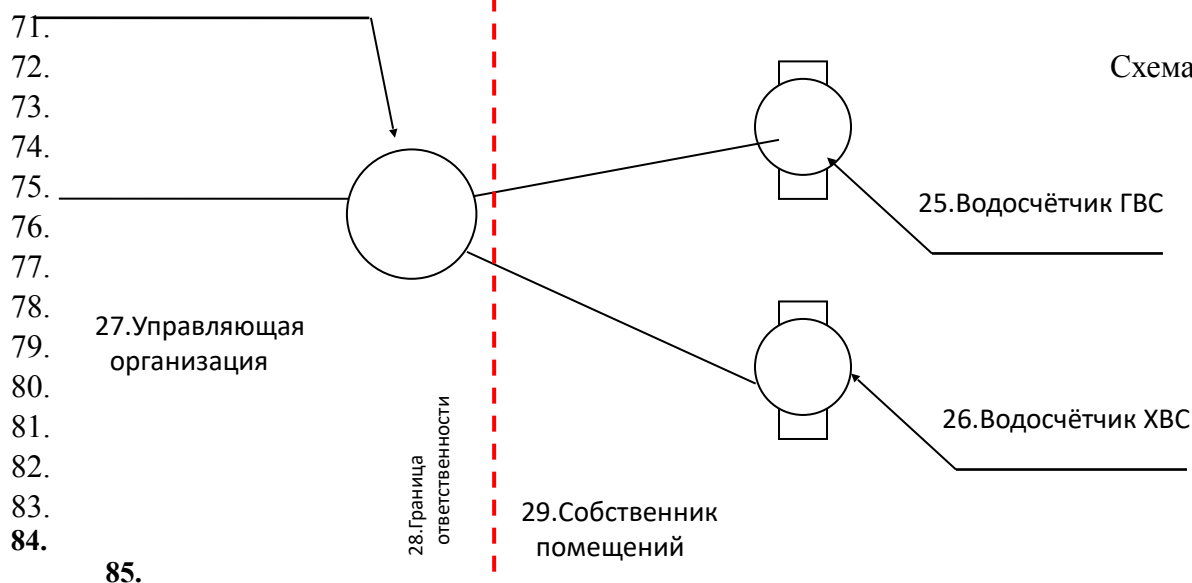 71.
72.
Схема
73.
74.
75.
25.Водосчётчик ГВС
76.
77.
78.
27.Управляющая
организация
79.
80.
81.
26.Водосчётчик ХВС
82.
83.
84.
28.Граница
ответственности
29.Собственник
помещений
85.